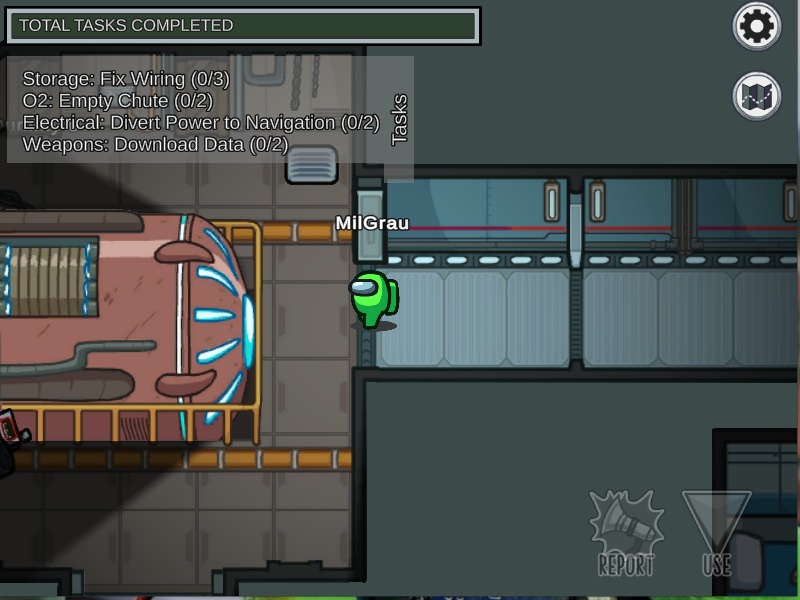 TOTAL TASKS COMPLETED
Storage: Fix Wiring (0/3)
O2: Empty Chute (0/2)
Electrical: Divert Power to Navigation (0/2)
Weapons: Download Data (0/2)
Tasks
MilGrau
REPORT
USE